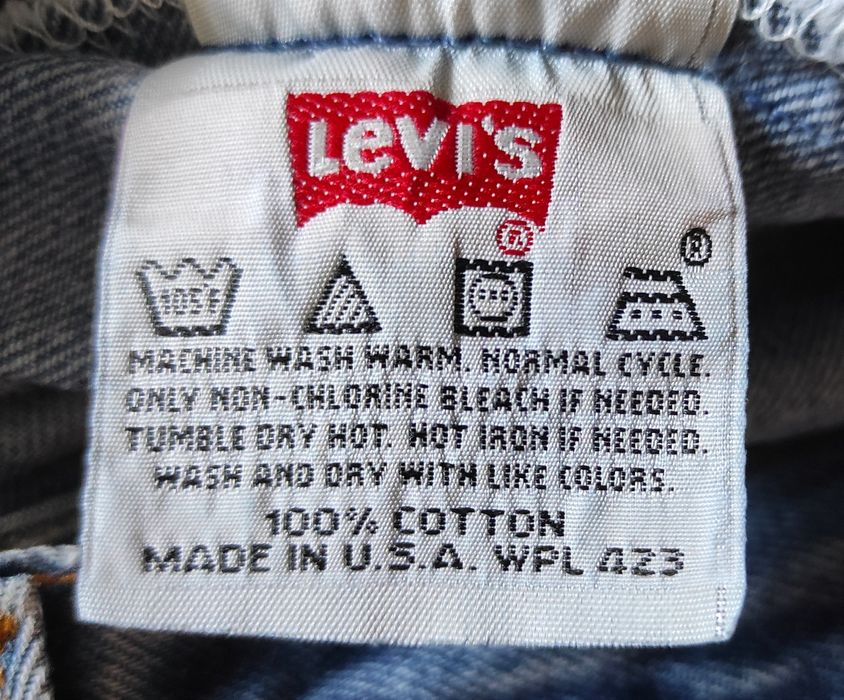 Levi's
®
®
105°F
MACHINE WASH WARM. NORMAL CYCLE.
ONLY NON-CHLORINE BLEACH IF NEEDED.
TUMBLE DRY HOT. HOT IRON IF NEEDED.
WASH AND DRY WITH LIKE COLORS.
100% COTTON
MADE IN U.S.A. WPL 423